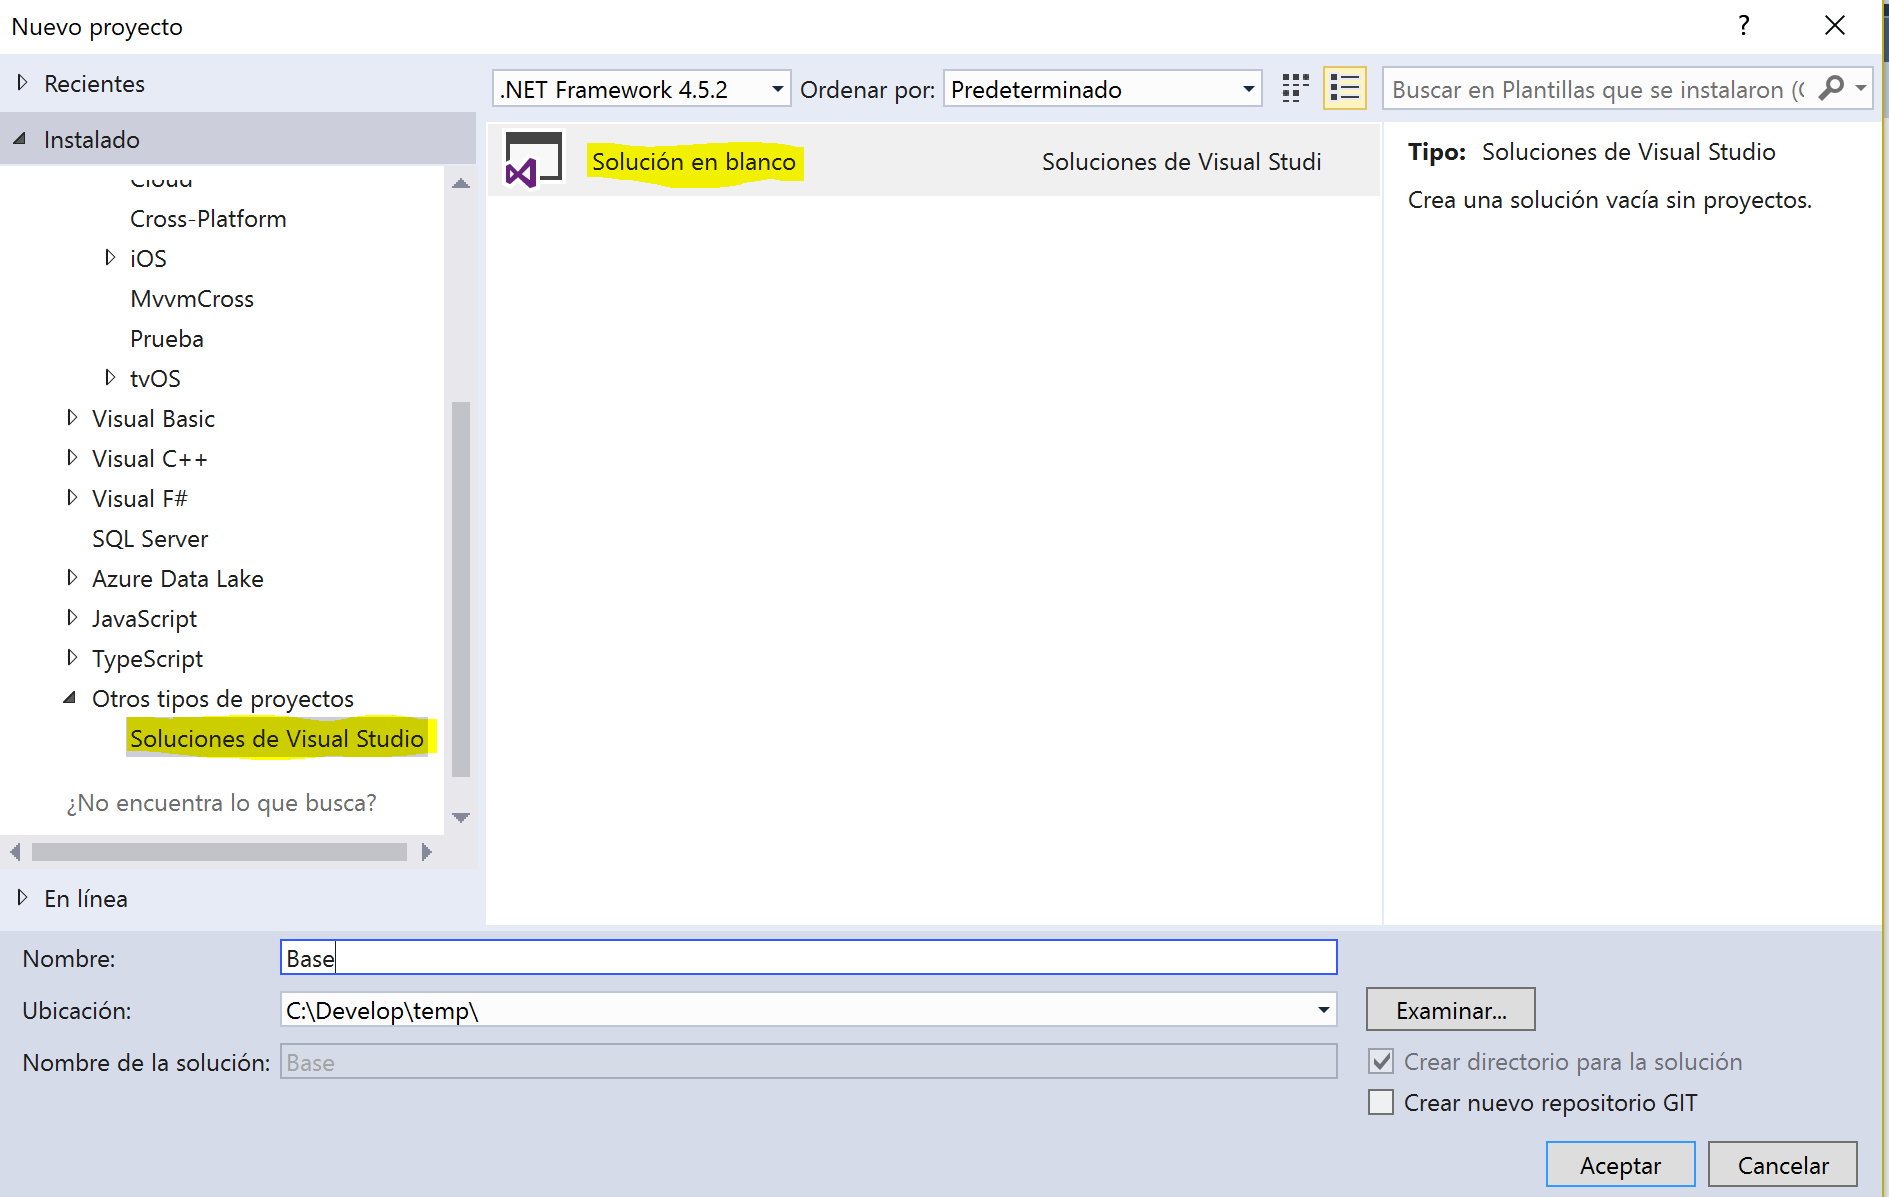 Nuevo proyecto
?
Recientes
Instalado
Cloud
Cross-Platform
iOS
MvvmCross
Prueba
tvOS
Visual Basic
Visual C++
Visual F#
SQL Server
Azure Data Lake
JavaScript
TypeScript
Otros tipos de proyectos
Soluciones de Visual Studio
¿No encuentra lo que busca?
En línea
.NET Framework 4.5.2
Ordenar por: Predeterminado
Buscar en Plantillas que se instalaron (
Solución en blanco
Soluciones de Visual Studi
Tipo: Soluciones de Visual Studio
Crea una solución vacía sin proyectos.
Nombre: Base
Ubicación: C:\Develop\temp\
Examinar...
Nombre de la solución: Base
Crear directorio para la solución
Crear nuevo repositorio GIT
Aceptar
Cancelar